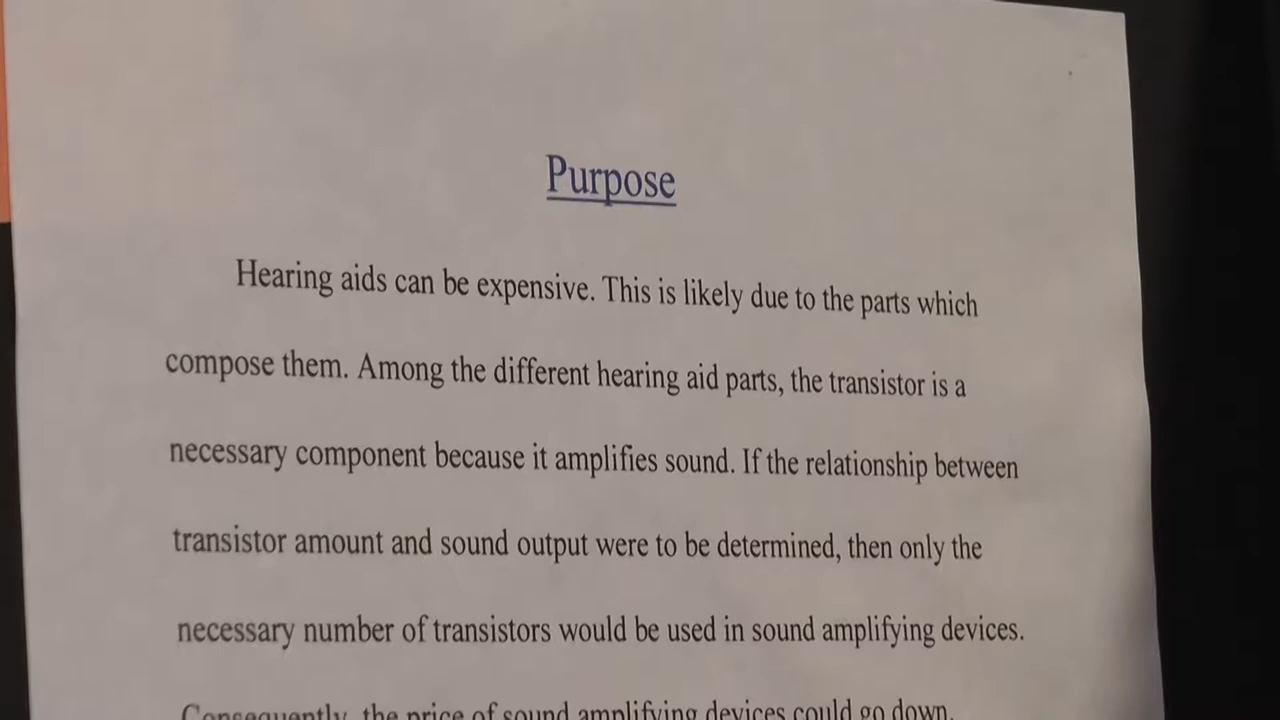 Purpose
Hearing aids can be expensive. This is likely due to the parts which
compose them. Among the different hearing aid parts, the transistor is a
necessary component because it amplifies sound. If the relationship between
transistor amount and sound output were to be determined, then only the
necessary number of transistors would be used in sound amplifying devices.
Consequently, the price of sound amplifying devices could go down.